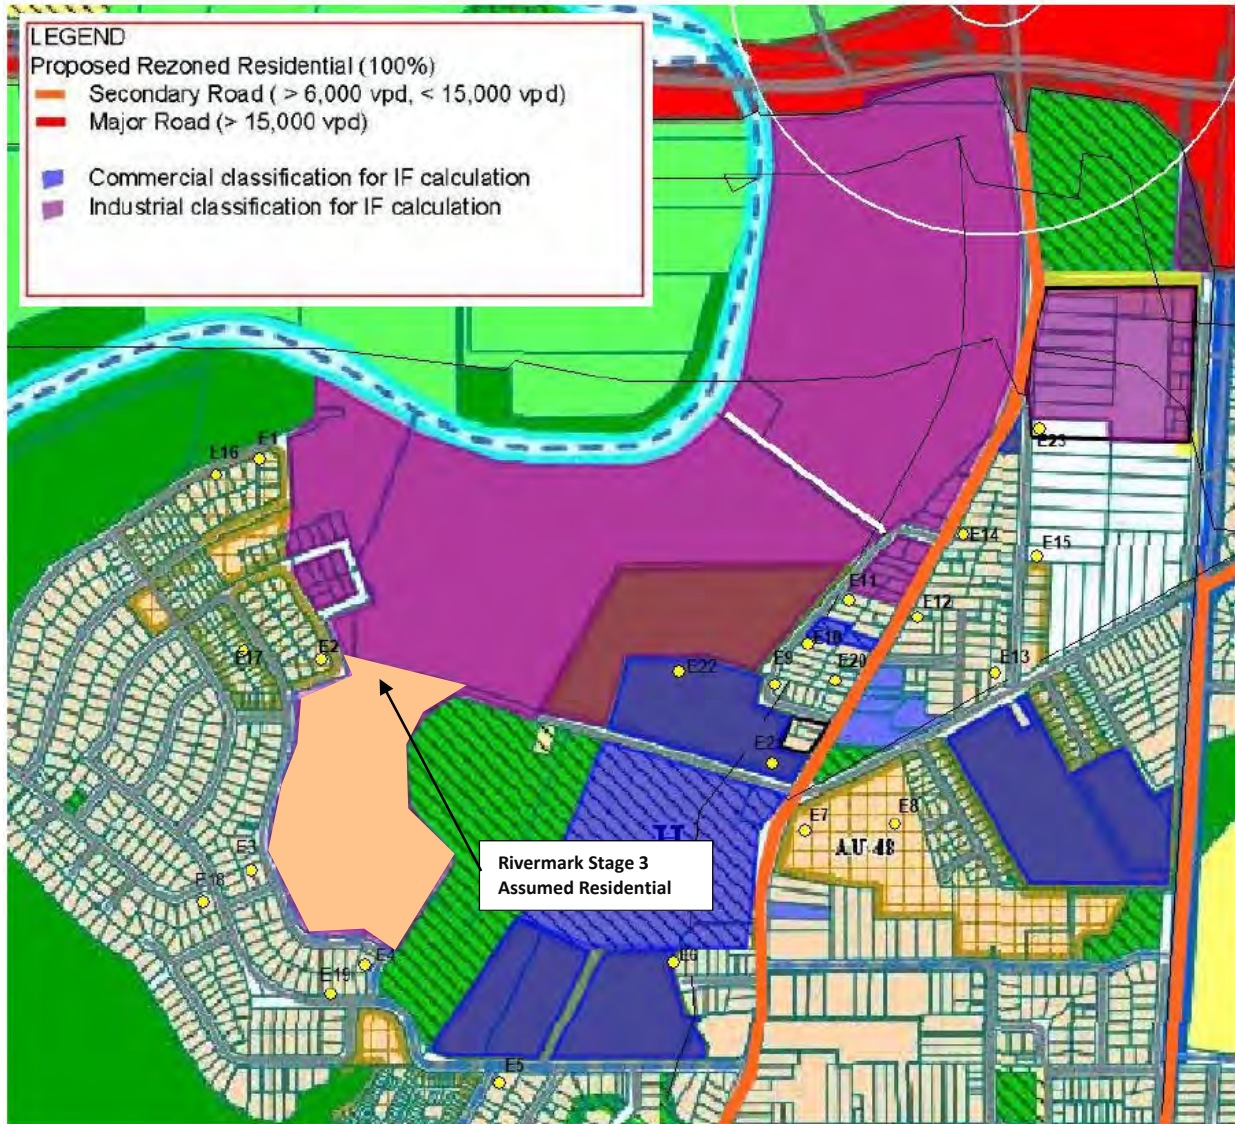 LEGEND
Proposed Rezoned Residential (100%)
Secondary Road ( > 6,000 vpd, < 15,000 vpd)
Major Road (> 15,000 vpd)
Commercial classification for IF calculation
Industrial classification for IF calculation
E1
E16
E23
E14
E15
E11
E12
E10
E2
E17
E22
E9
E20
E13
E21
E7
E8
H
A.U 48
Rivermark Stage 3
Assumed Residential
E3
E18
E4
E6
E19
E5